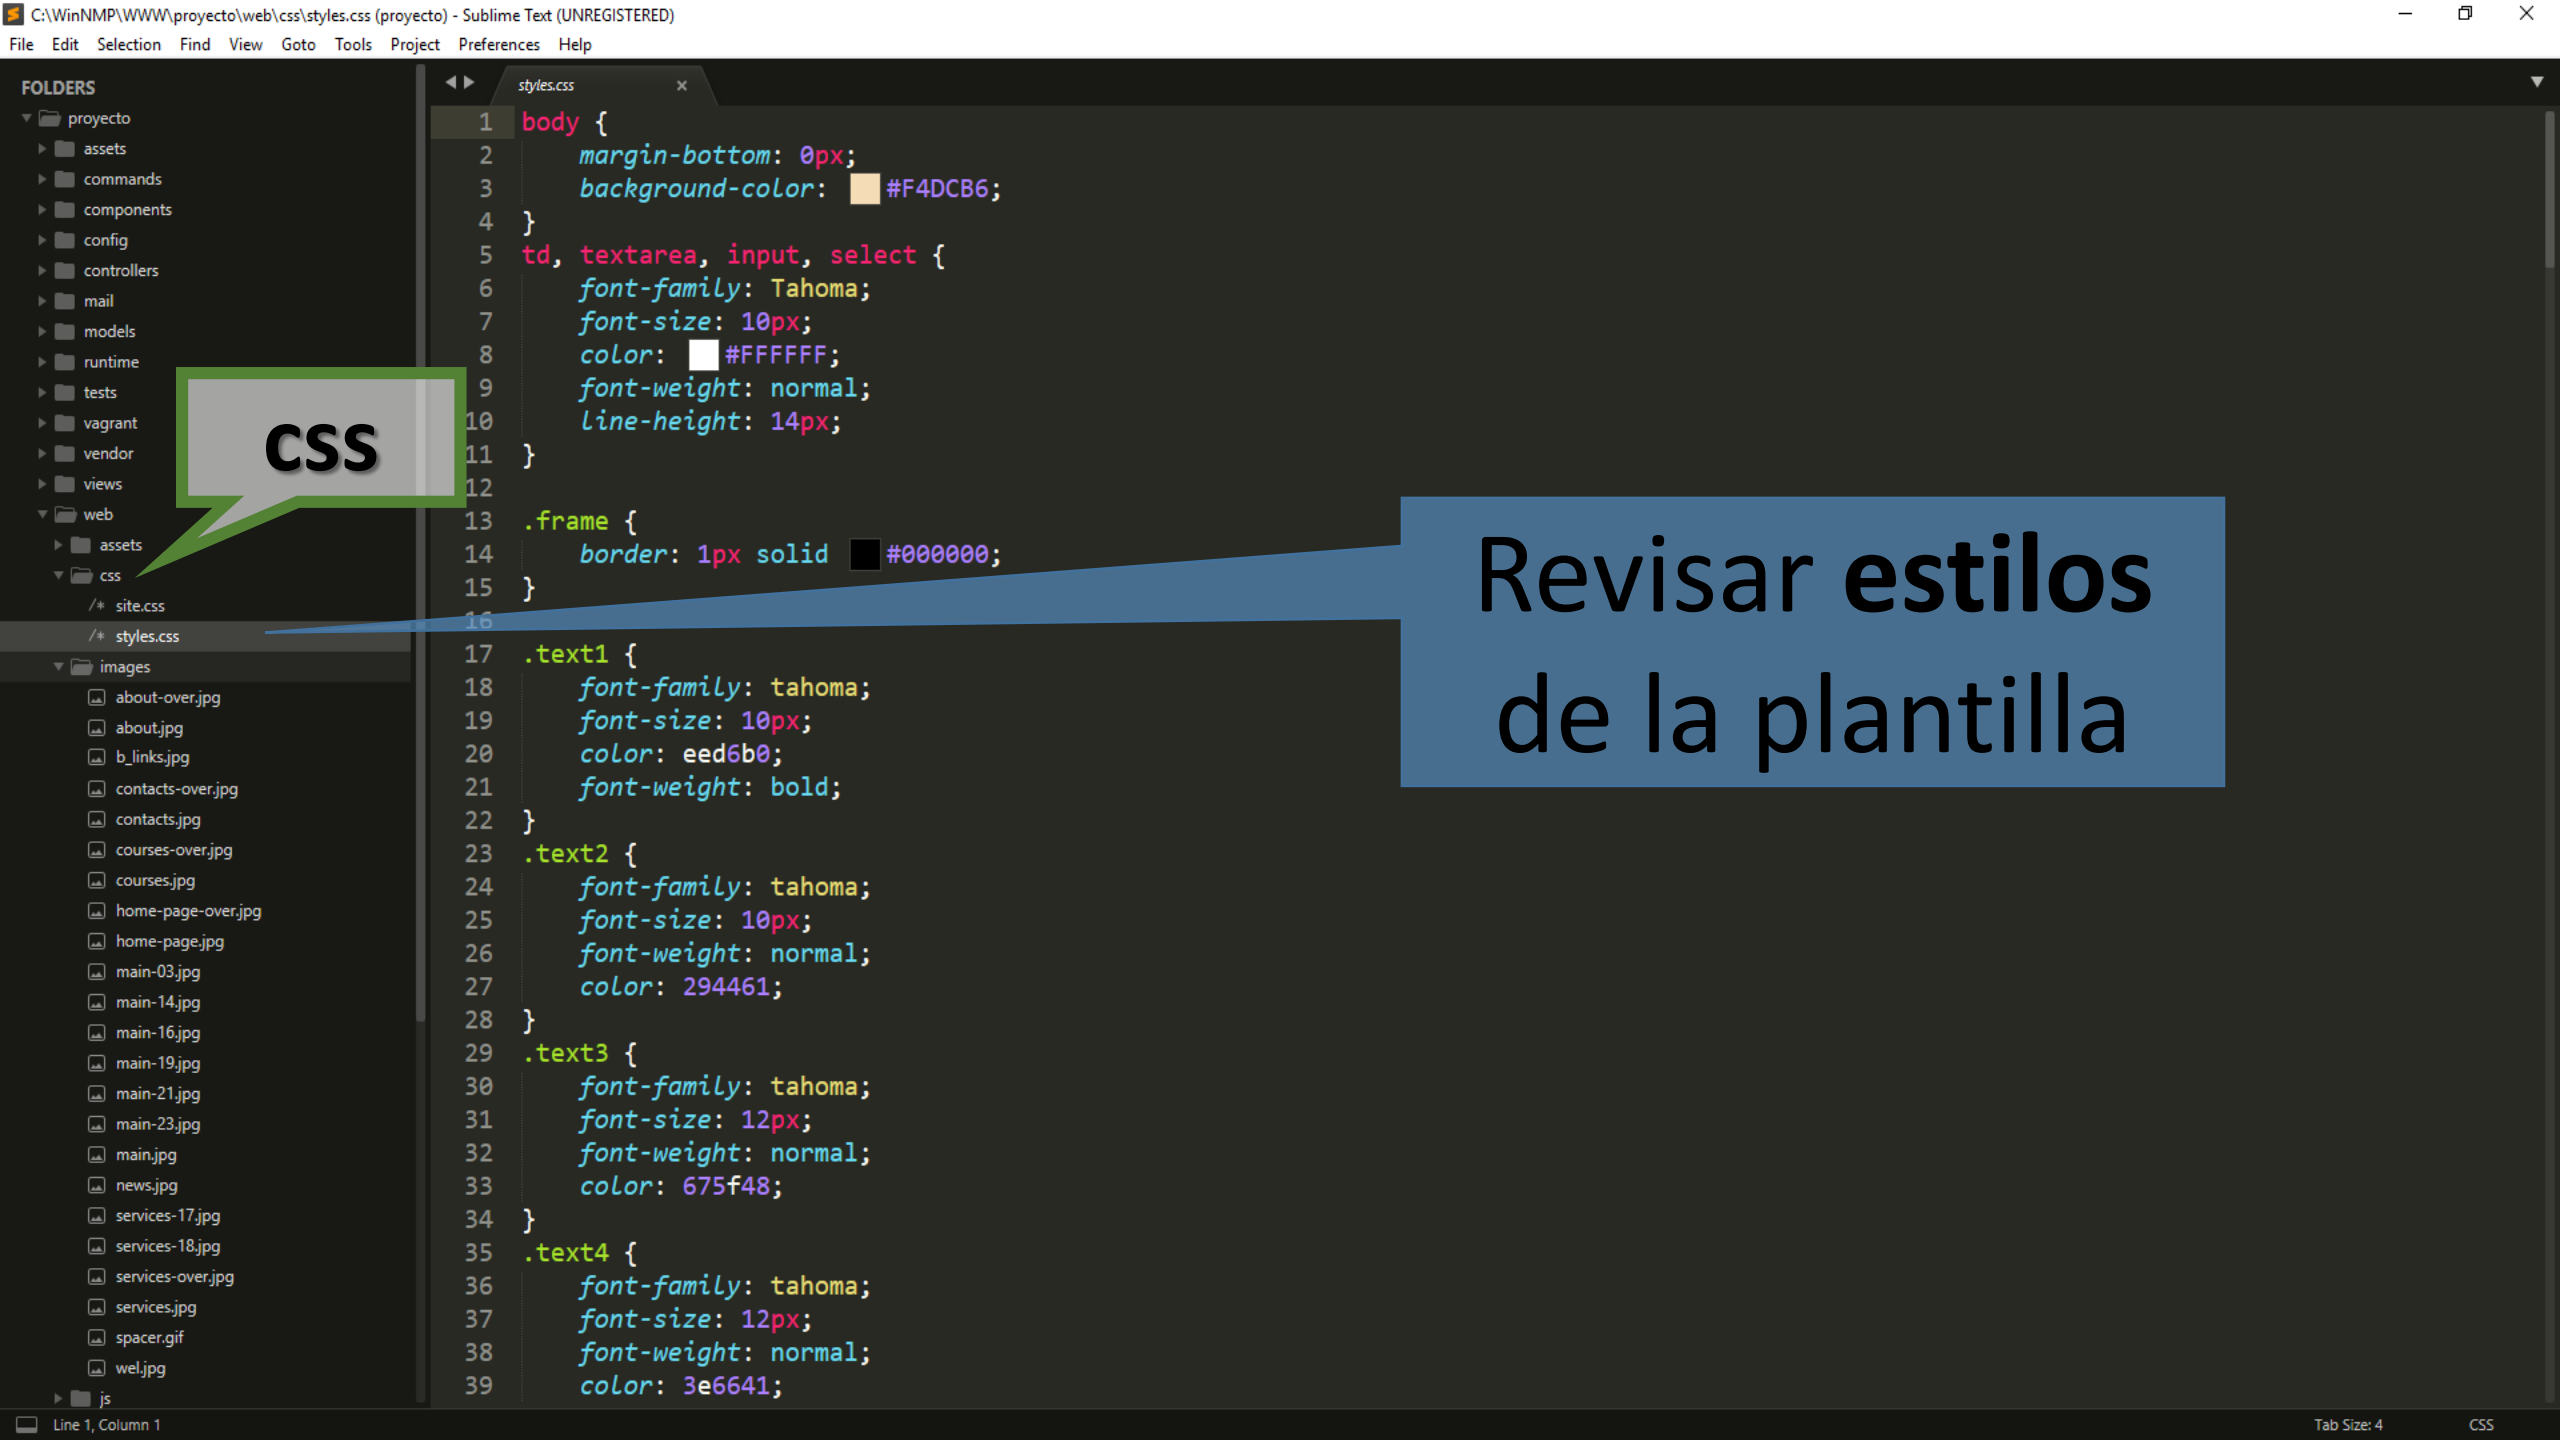 C:\WinNMP\WWW\proyecto\web\css\styles.css (proyecto) - Sublime Text (UNREGISTERED)
File Edit Selection Find View Goto Tools Project Preferences Help
FOLDERS
proyecto
assets
commands
components
config
controllers
mail
models
runtime
tests
vagrant
vendor
views
web
assets
css
/* site.css
/* styles.css
images
about-over.jpg
about.jpg
b_links.jpg
contacts-over.jpg
contacts.jpg
courses-over.jpg
courses.jpg
home-page-over.jpg
home-page.jpg
main-03.jpg
main-14.jpg
main-16.jpg
main-19.jpg
main-21.jpg
main-23.jpg
main.jpg
news.jpg
services-17.jpg
services-18.jpg
services-over.jpg
services.jpg
spacer.gif
wel.jpg
js
css
styles.css
1 body {
2 margin-bottom: 0px;
3 background-color: #F4DCB6;
4 }
5 td, textarea, input, select {
6 font-family: Tahoma;
7 font-size: 10px;
8 color: #FFFFFF;
9 font-weight: normal;
10 line-height: 14px;
11 }
12
13 .frame {
14 border: 1px solid #000000;
15 }
16
17 .text1 {
18 font-family: tahoma;
19 font-size: 10px;
20 color: eed6b0;
21 font-weight: bold;
22 }
23 .text2 {
24 font-family: tahoma;
25 font-size: 10px;
26 font-weight: normal;
27 color: 294461;
28 }
29 .text3 {
30 font-family: tahoma;
31 font-size: 12px;
32 font-weight: normal;
33 color: 675f48;
34 }
35 .text4 {
36 font-family: tahoma;
37 font-size: 12px;
38 font-weight: normal;
39 color: 3e6641;
Revisar estilos
de la plantilla
Line 1, Column 1
Tab Size: 4
CSS